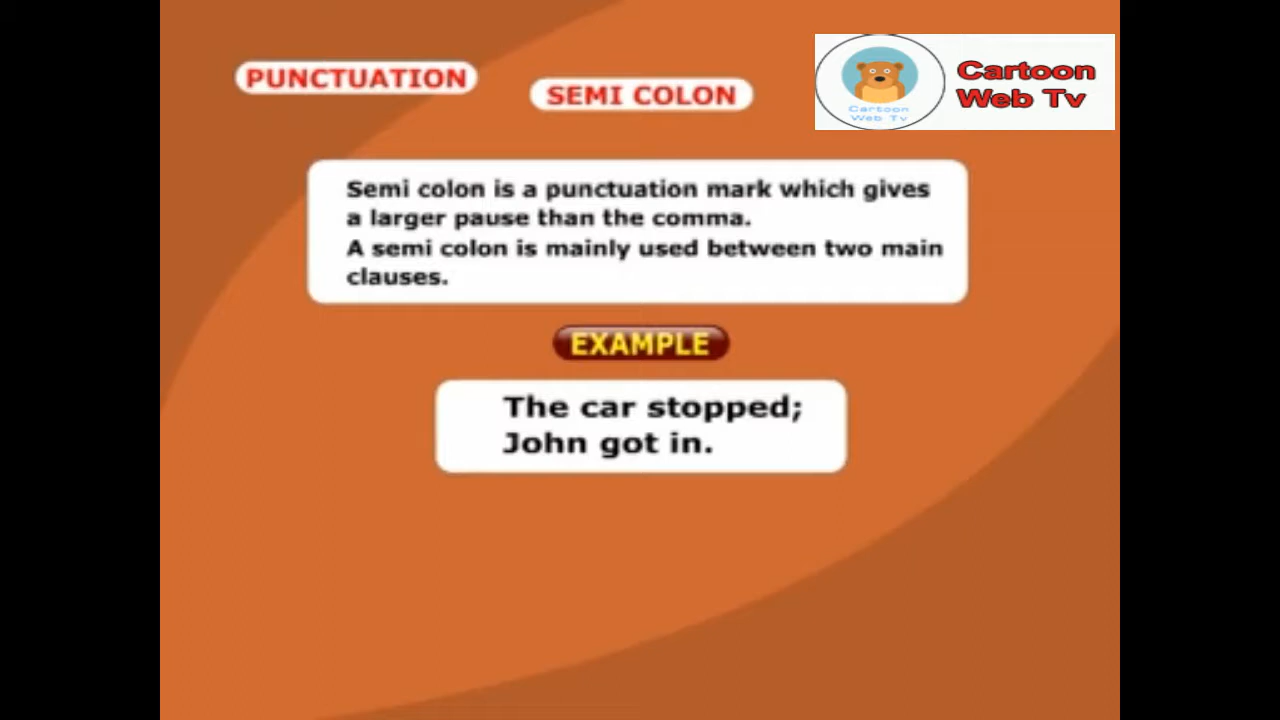 PUNCTUATION
SEMI COLON
Cartoon
Web Tv
Cartoon
Web Tv
Semi colon is a punctuation mark which gives
a larger pause than the comma.
A semi colon is mainly used between two main
clauses.
EXAMPLE
The car stopped;
John got in.